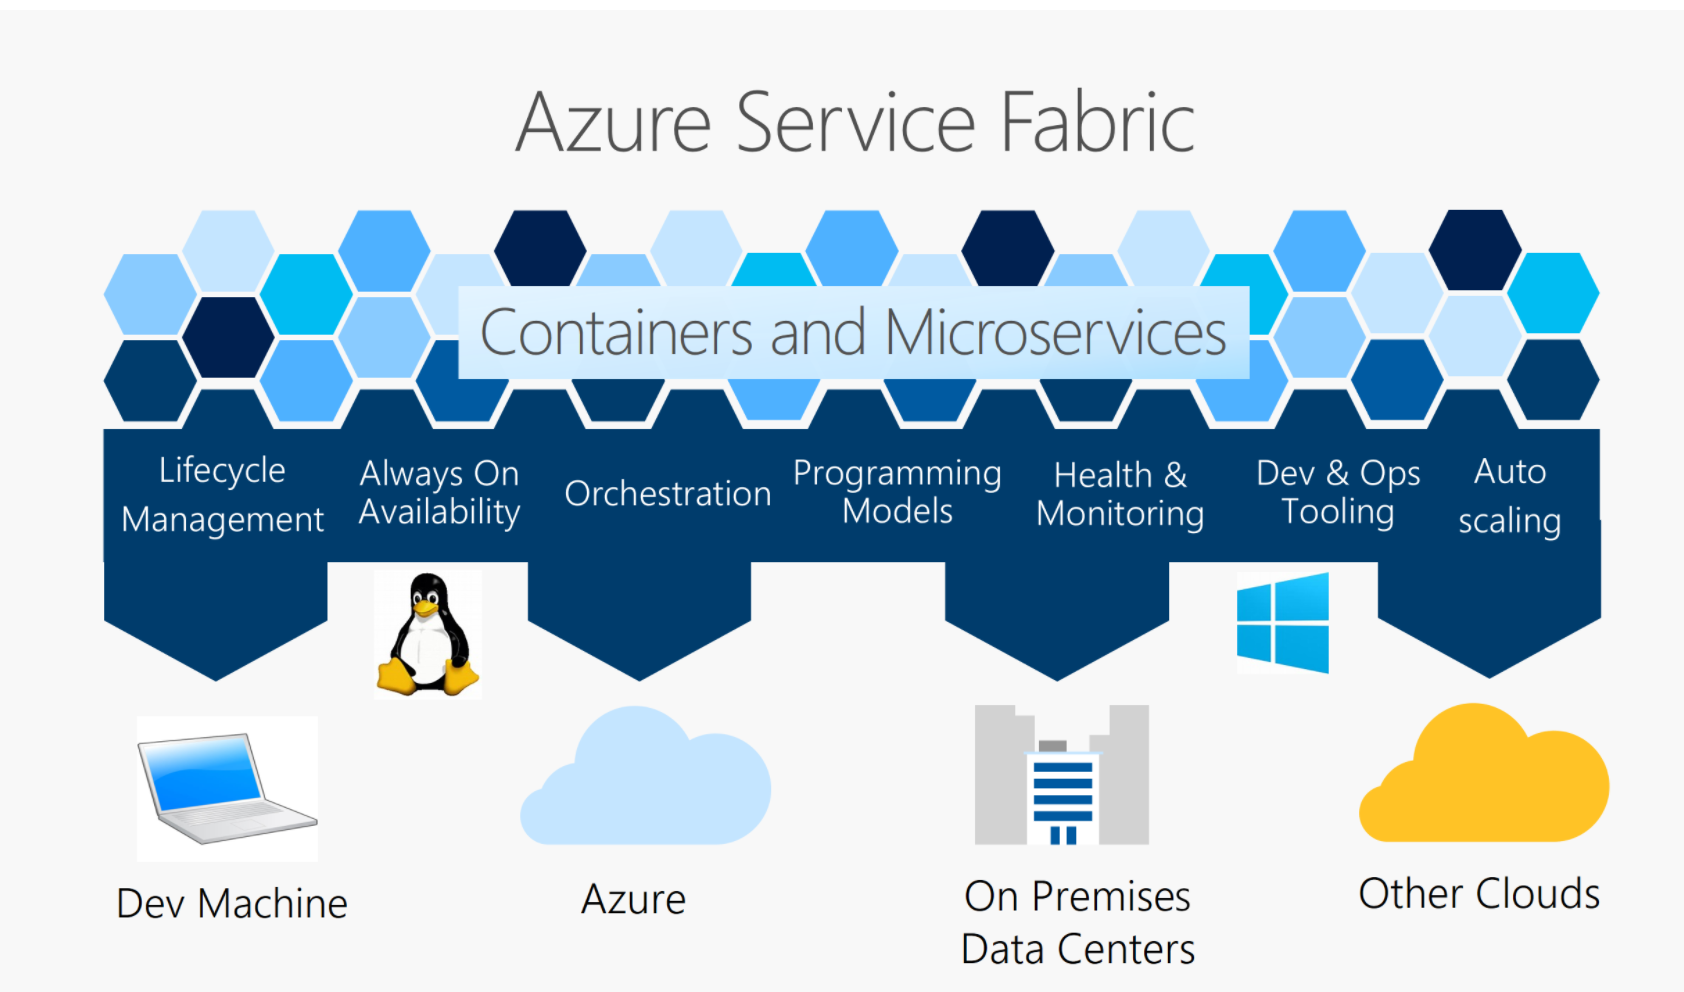 Azure Service Fabric
Containers and Microservices
Lifecycle
Management
Always On
Availability
Orchestration
Programming
Models
Health &
Monitoring
Dev & Ops
Tooling
Auto
scaling
Dev Machine
Azure
On Premises
Data Centers
Other Clouds